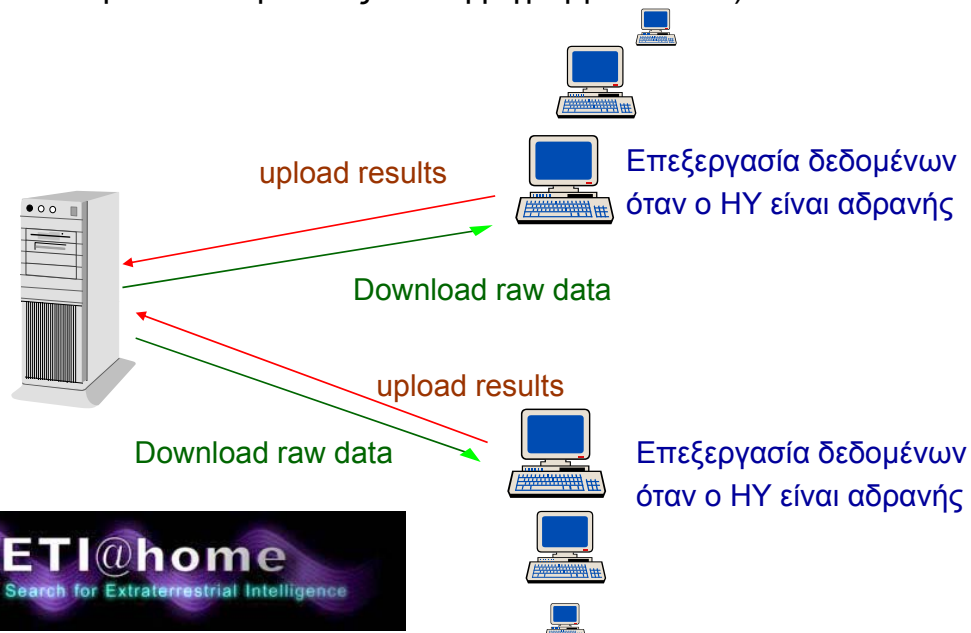 upload results
Επεξεργασία δεδομένων
όταν ο ΗΥ είναι αδρανής
Download raw data
upload results
Download raw data
Επεξεργασία δεδομένων
όταν ο ΗΥ είναι αδρανής
ETI@home
Search for Extraterrestrial Intelligence